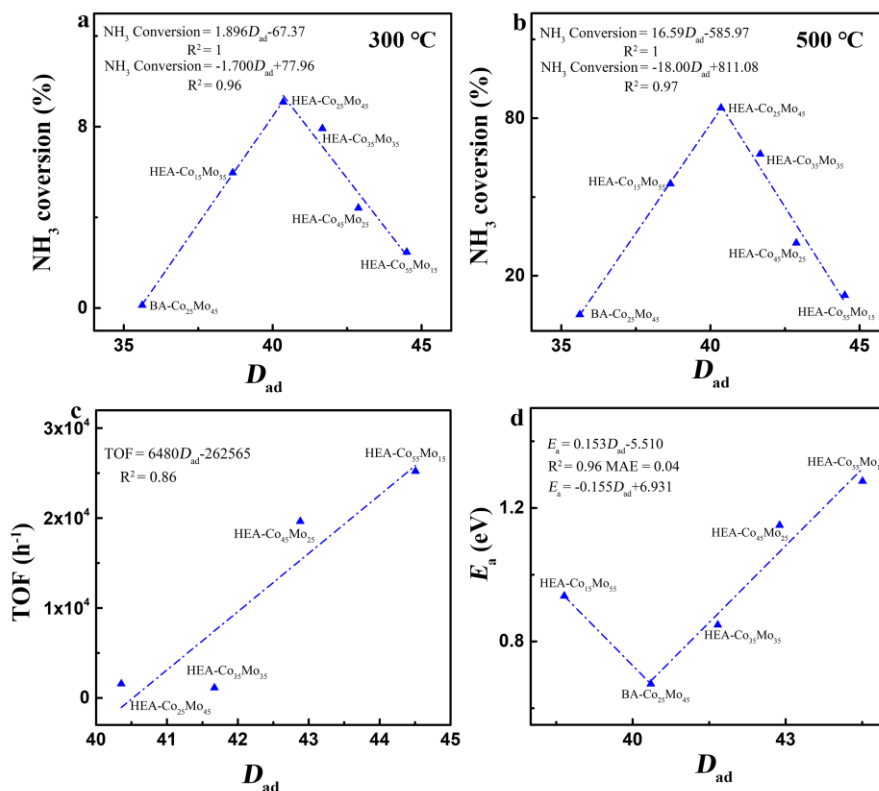 a
NH₃ Conversion = 1.896Dad-67.37
R² = 1
NH₃ Conversion = -1.700Dad+77.96
R² = 0.96
300 °C
HEA-Co₂₅Mo₄₅
HEA-Co₃₅Mo₃₅
HEA-Co₁₅Mo₅₅
HEA-Co₄₅Mo₂₅
HEA-Co₅₅Mo₁₅
BA-Co₂₅Mo₄₅
NH₃ coversion (%)
8
4
0
35 40 45
Dad
b
NH₃ Conversion = 16.59Dad-585.97
R² = 1
NH₃ Conversion = -18.00Dad+811.08
R² = 0.97
500 °C
HEA-Co₂₅Mo₄₅
HEA-Co₃₅Mo₃₅
HEA-Co₁₅Mo₅₅
HEA-Co₄₅Mo₂₅
HEA-Co₅₅Mo₁₅
BA-Co₂₅Mo₄₅
NH₃ coversion (%)
80
20
35 40 45
Dad
c
TOF = 6480Dad-262565
R² = 0.86
HEA-Co₅₅Mo₁₅
HEA-Co₄₅Mo₂₅
HEA-Co₃₅Mo₃₅
HEA-Co₂₅Mo₄₅
TOF (h⁻¹)
3x10⁴
2x10⁴
1x10⁴
0
40 41 42 43 44 45
Dad
d
Eₐ = 0.153Dad-5.510
R² = 0.96 MAE = 0.04
Eₐ = -0.155Dad+6.931
HEA-Co₅₅Mo₁
HEA-Co₄₅Mo₂₅
HEA-Co₁₅Mo₅₅
HEA-Co₃₅Mo₃₅
BA-Co₂₅Mo₄₅
Eₐ (eV)
1.2
0.8
40 43
Dad